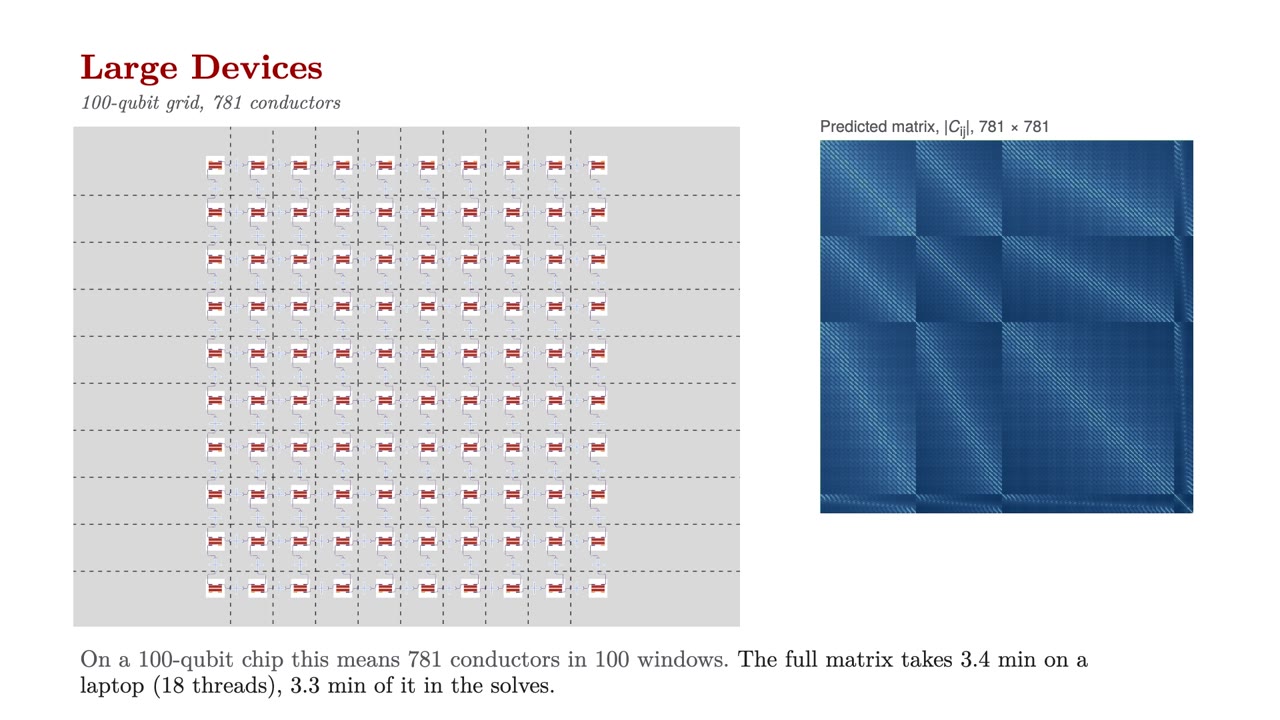 Large Devices
100-qubit grid, 781 conductors
Predicted matrix, |Cij|, 781 × 781
On a 100-qubit chip this means 781 conductors in 100 windows. The full matrix takes 3.4 min on a
laptop (18 threads), 3.3 min of it in the solves.